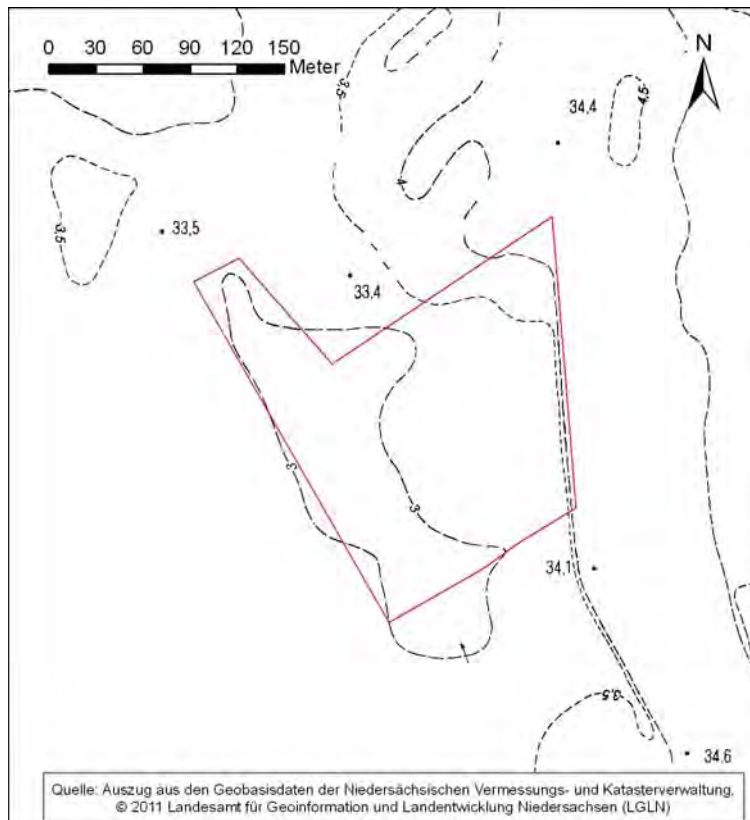 0 30 60 90 120 150
Meter
N
3,5
34,4
4,5
4
3,5
33,5
33,4
3
3
34,1
3,5
34.6
Quelle: Auszug aus den Geobasisdaten der Niedersächsischen Vermessungs- und Katasterverwaltung,
© 2011 Landesamt für Geoinformation und Landentwicklung Niedersachsen (LGLN)